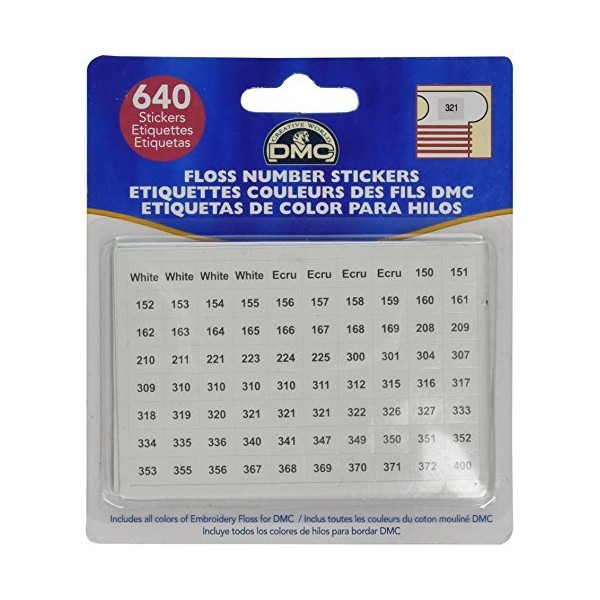 640
Stickers
Etiquettes
Etiquetas
321
CREATIVE WORLD
DMC
FLOSS NUMBER STICKERS
ETIQUETTES COULEURS DES FILS DMC
ETIQUETAS DE COLOR PARA HILOS
White White White White Ecru Ecru Ecru Ecru 150 151
152 153 154 155 156 157 158 159 160 161
162 163 164 165 166 167 168 169 208 209
210 211 221 223 224 225 300 301 304 307
309 310 310 310 310 311 312 315 316 317
318 319 320 321 321 321 322 326 327 333
334 335 336 340 341 347 349 350 351 352
353 355 356 367 368 369 370 371 372 400
Includes all colors of Embroidery Floss for DMC / Inclus toutes les couleurs du coton mouliné DMC
Incluye todo los colores de hilos para bordar DMC